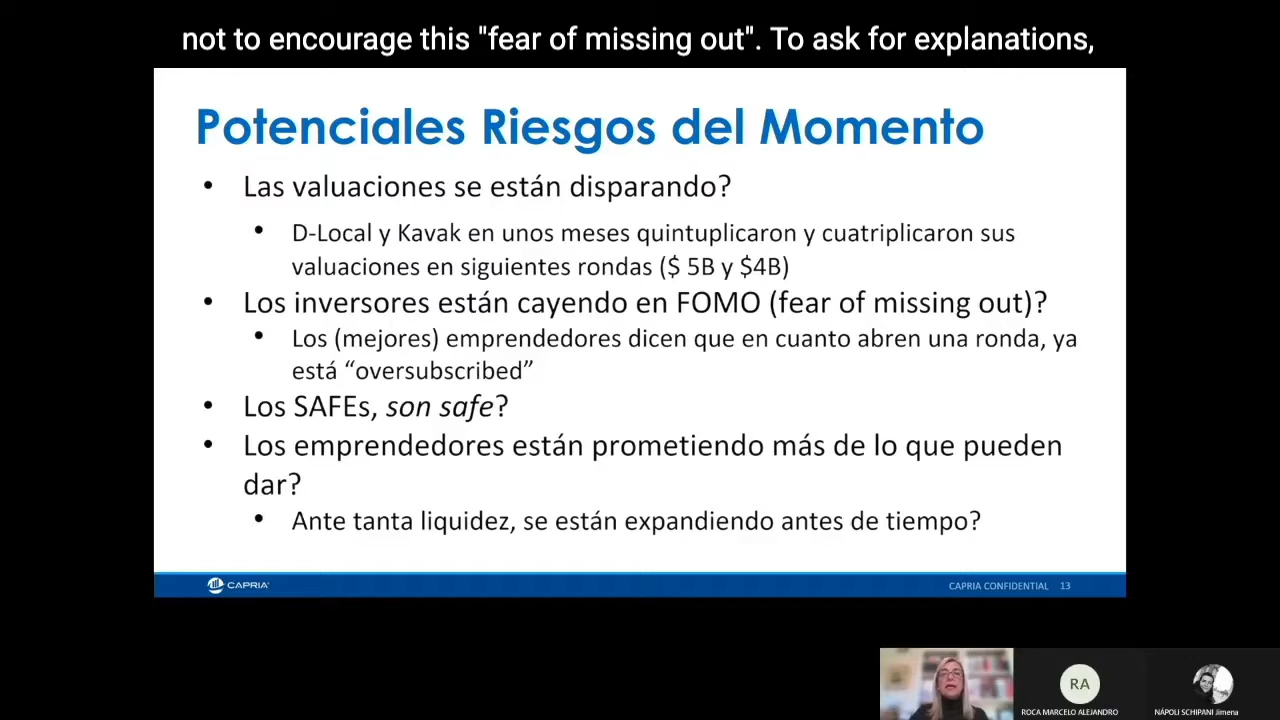 not to encourage this "fear of missing out". To ask for explanations,
Potenciales Riesgos del Momento
• Las valuaciones se están disparando?
• D-Local y Kavak en unos meses quintuplicaron y cuatriplicaron sus
valuaciones en siguientes rondas ($ 5B y $4B)
• Los inversores están cayendo en FOMO (fear of missing out)?
• Los (mejores) emprendedores dicen que en cuanto abren una ronda, ya
está “oversubscribed”
• Los SAFEs, son safe?
• Los emprendedores están prometiendo más de lo que pueden
dar?
• Ante tanta liquidez, se están expandiendo antes de tiempo?
CAPRIA
CAPRIA CONFIDENTIAL 13
RA
ROCA MARCELO ALEJANDRO
NÁPOLI SCHIPANI Jimena